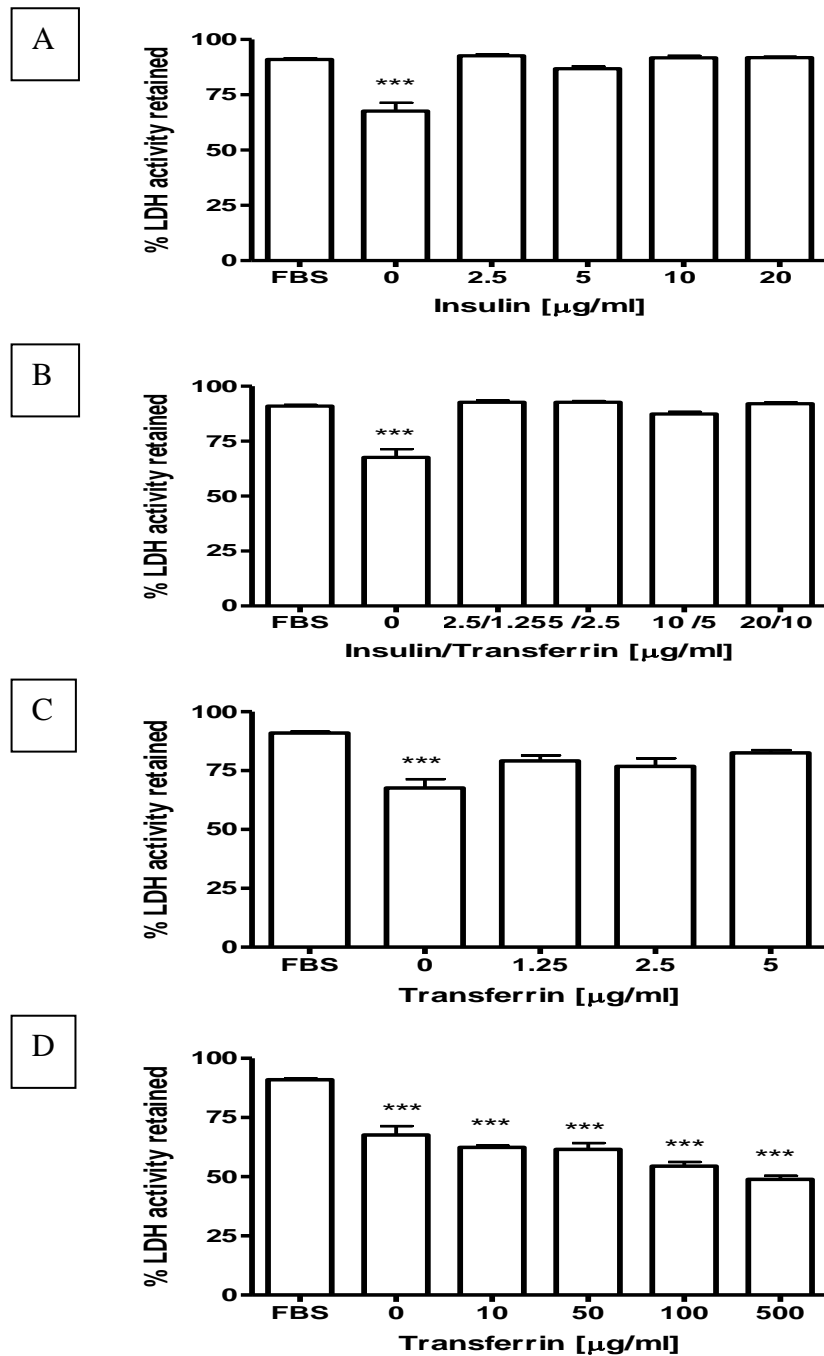 A
% LDH activity retained
100
75
50
25
0
***
FBS 0 2.5 5 10 20
Insulin [µg/ml]
B
% LDH activity retained
100
75
50
25
0
***
FBS 0 2.5/1.255 /2.5 10 /5 20/10
Insulin/Transferrin [µg/ml]
C
% LDH activity retained
100
75
50
25
0
***
FBS 0 1.25 2.5 5
Transferrin [µg/ml]
D
% LDH activity retained
100
75
50
25
0
*** *** *** *** ***
FBS 0 10 50 100 500
Transferrin [µg/ml]